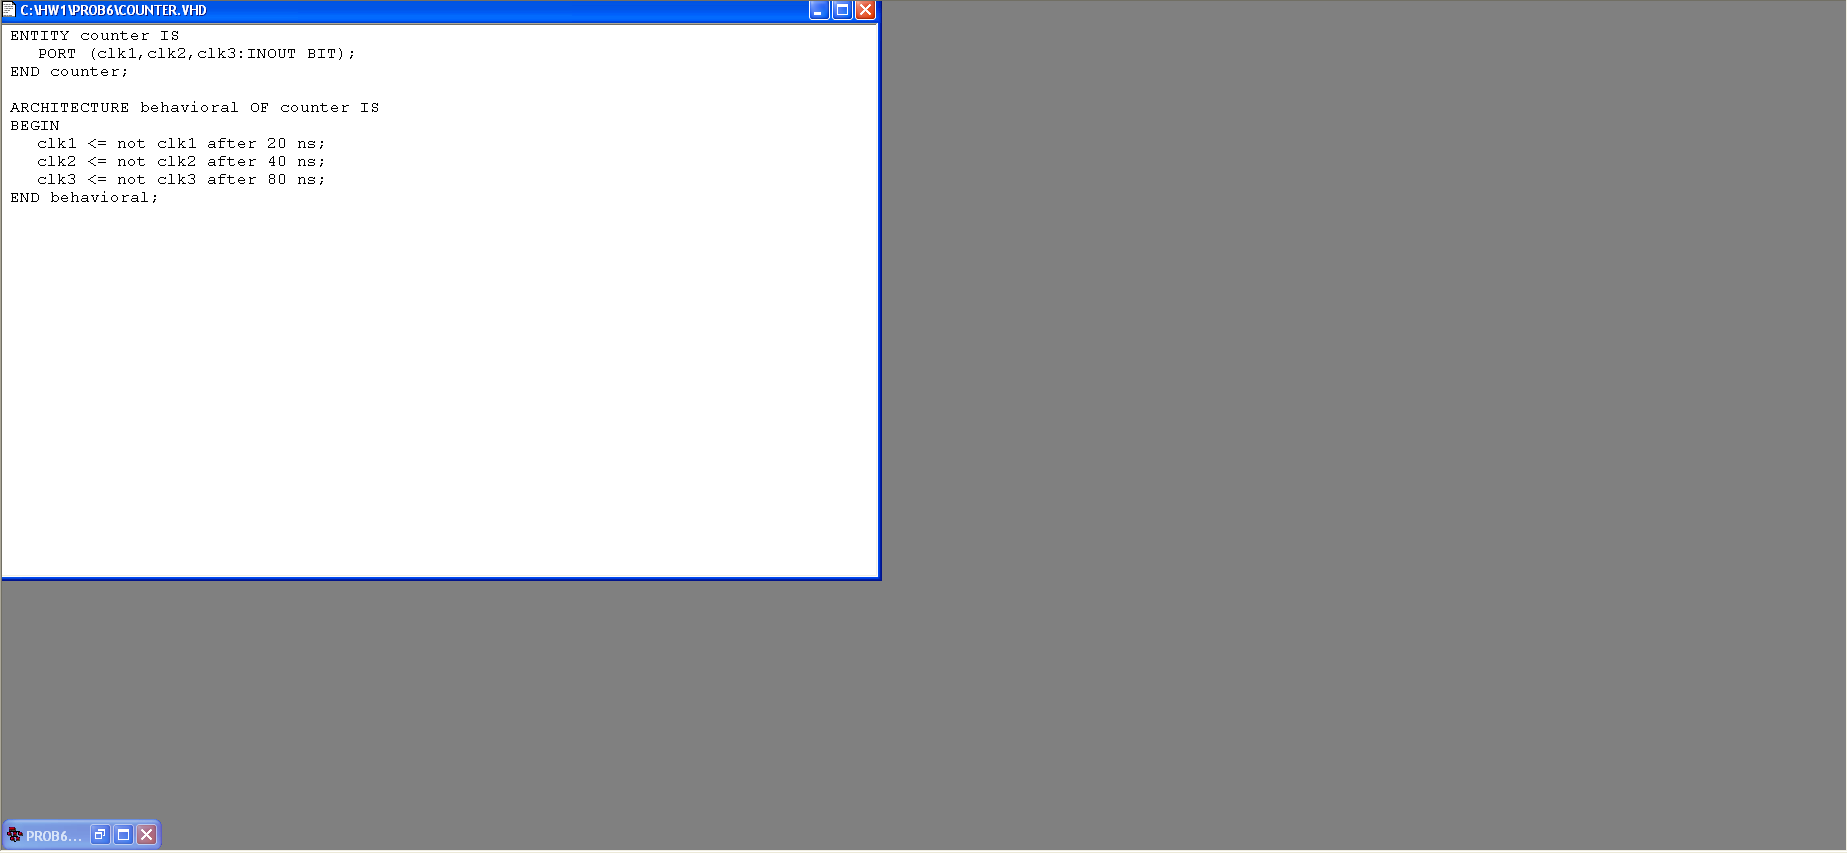 C:\HW1\PROB6\COUNTER.VHD
ENTITY counter IS
   PORT (clk1,clk2,clk3:INOUT BIT);
END counter;

ARCHITECTURE behavioral OF counter IS
BEGIN
   clk1 <= not clk1 after 20 ns;
   clk2 <= not clk2 after 40 ns;
   clk3 <= not clk3 after 80 ns;
END behavioral;
PROB6...